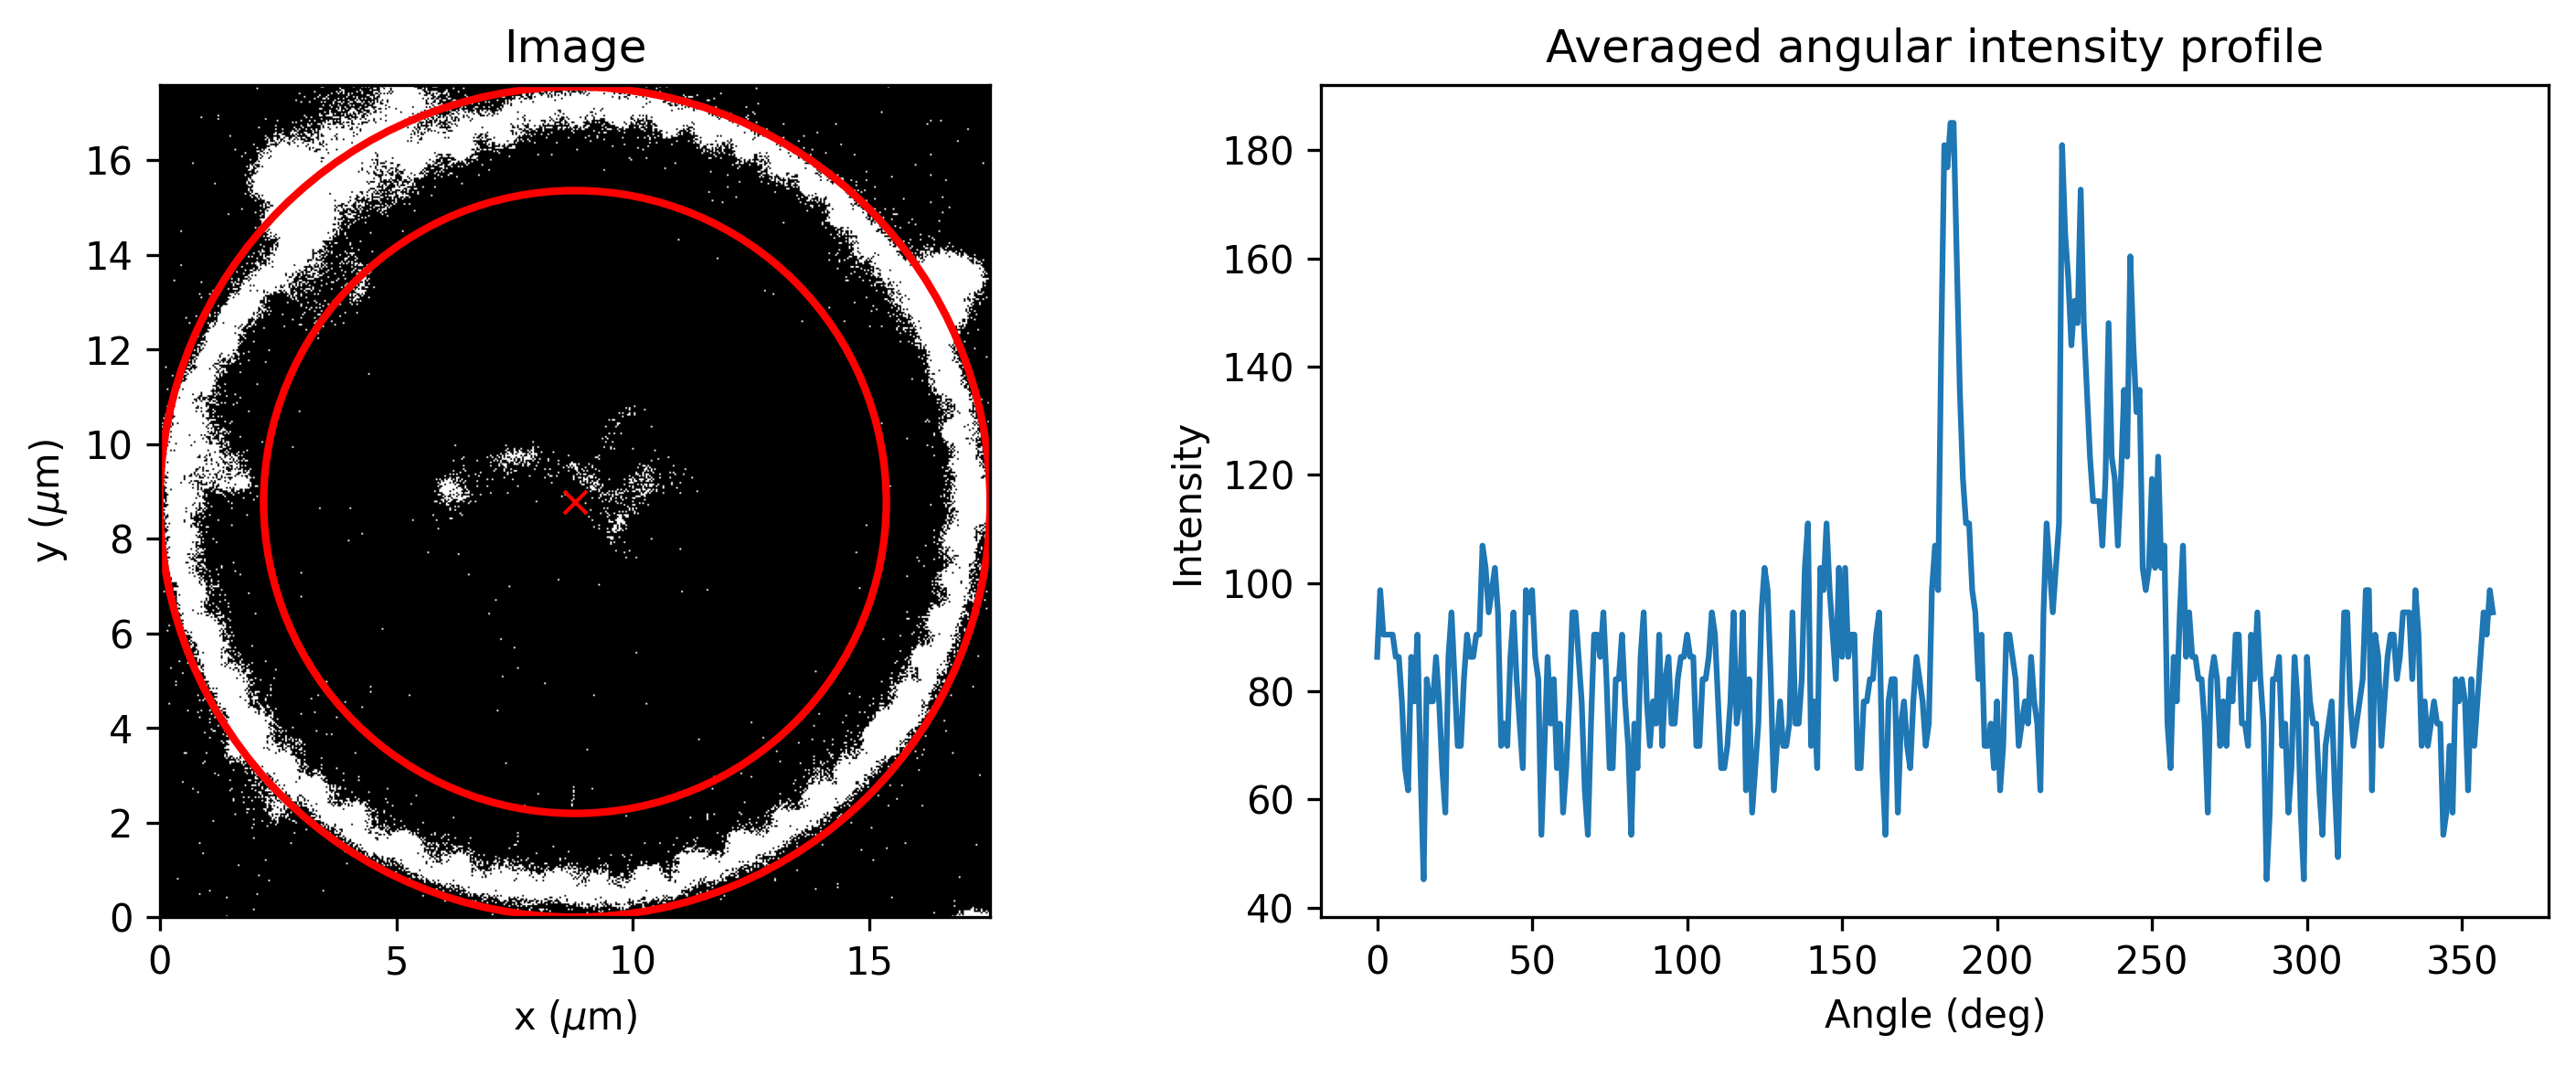 Image
Averaged angular intensity profile
y (μm)
16
14
12
10
8
6
4
2
0
0 5 10 15
x (μm)
Intensity
180
160
140
120
100
80
60
40
0 50 100 150 200 250 300 350
Angle (deg)